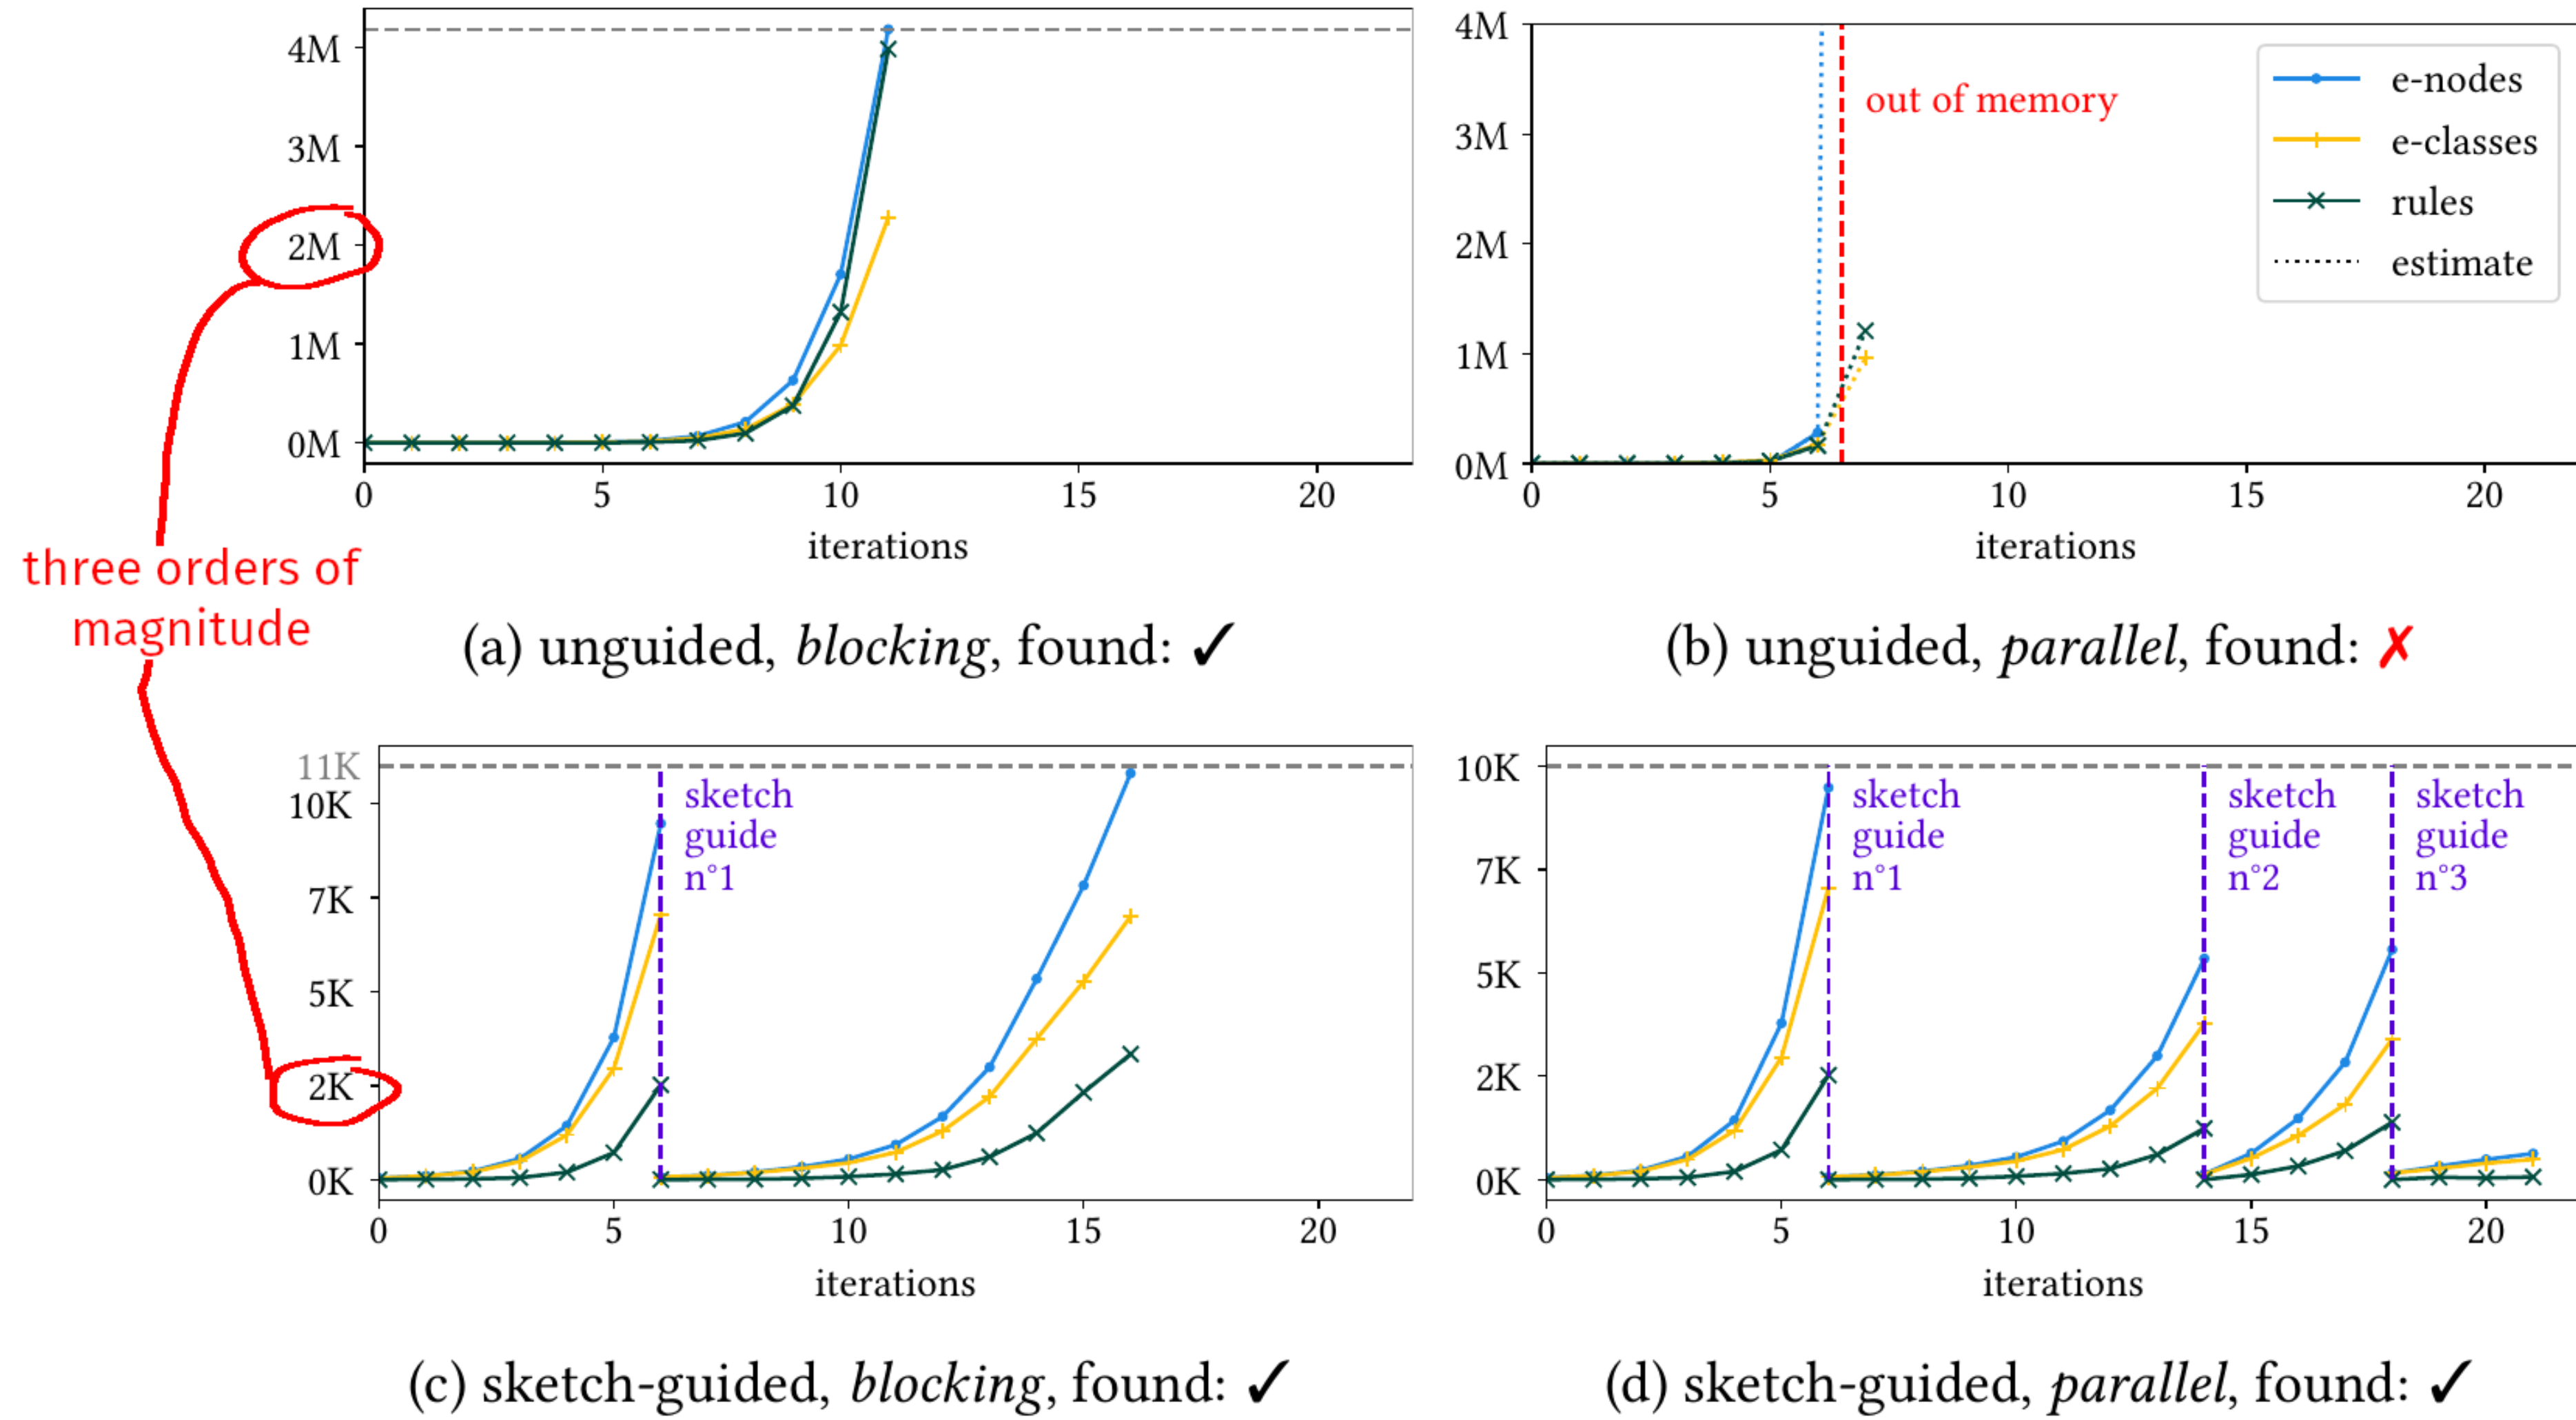 4M
3M
2M
1M
0M
0 5 10 15 20
iterations
(a) unguided, blocking, found: ✓
4M
3M
2M
1M
0M
out of memory
e-nodes
e-classes
rules
estimate
0 5 10 15 20
iterations
(b) unguided, parallel, found: ✗
three orders of
magnitude
11K
10K
7K
5K
2K
0K
sketch
guide
n°1
0 5 10 15 20
iterations
(c) sketch-guided, blocking, found: ✓
10K
7K
5K
2K
0K
sketch
guide
n°1
sketch
guide
n°2
sketch
guide
n°3
0 5 10 15 20
iterations
(d) sketch-guided, parallel, found: ✓